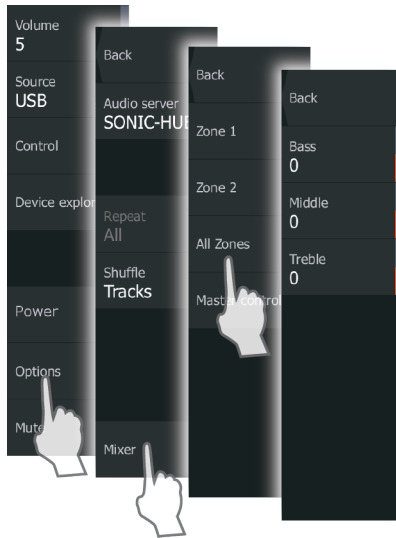 Volume
5
Source
USB
Control
Device explor
Power
Options
Mute
Back
Audio server
SONIC-HUB
Repeat
All
Shuffle
Tracks
Mixer
Back
Zone 1
Zone 2
All Zones
Master control
Back
Bass
0
Middle
0
Treble
0